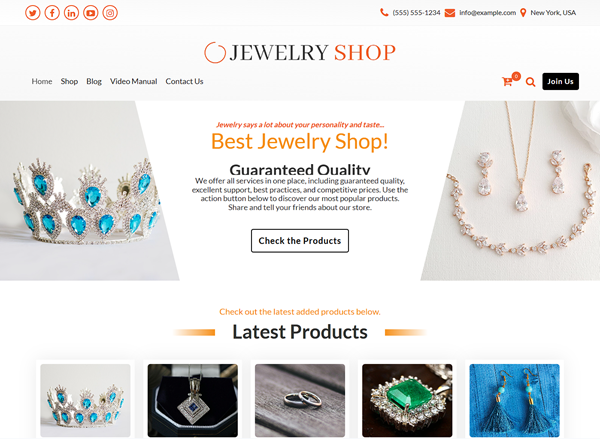 (555) 555-1234 info@example.com New York, USA
JEWELRY SHOP
Home Shop Blog Video Manual Contact Us
0
Join Us
Jewelry says a lot about your personality and taste...
Best Jewelry Shop!
Guaranteed Quality
We offer all services in one place, including guaranteed quality,
excellent support, best practices, and competitive prices. Use the
action button below to discover our most popular products.
Share and tell your friends about our store.
Check the Products
Check out the latest added products below.
Latest Products